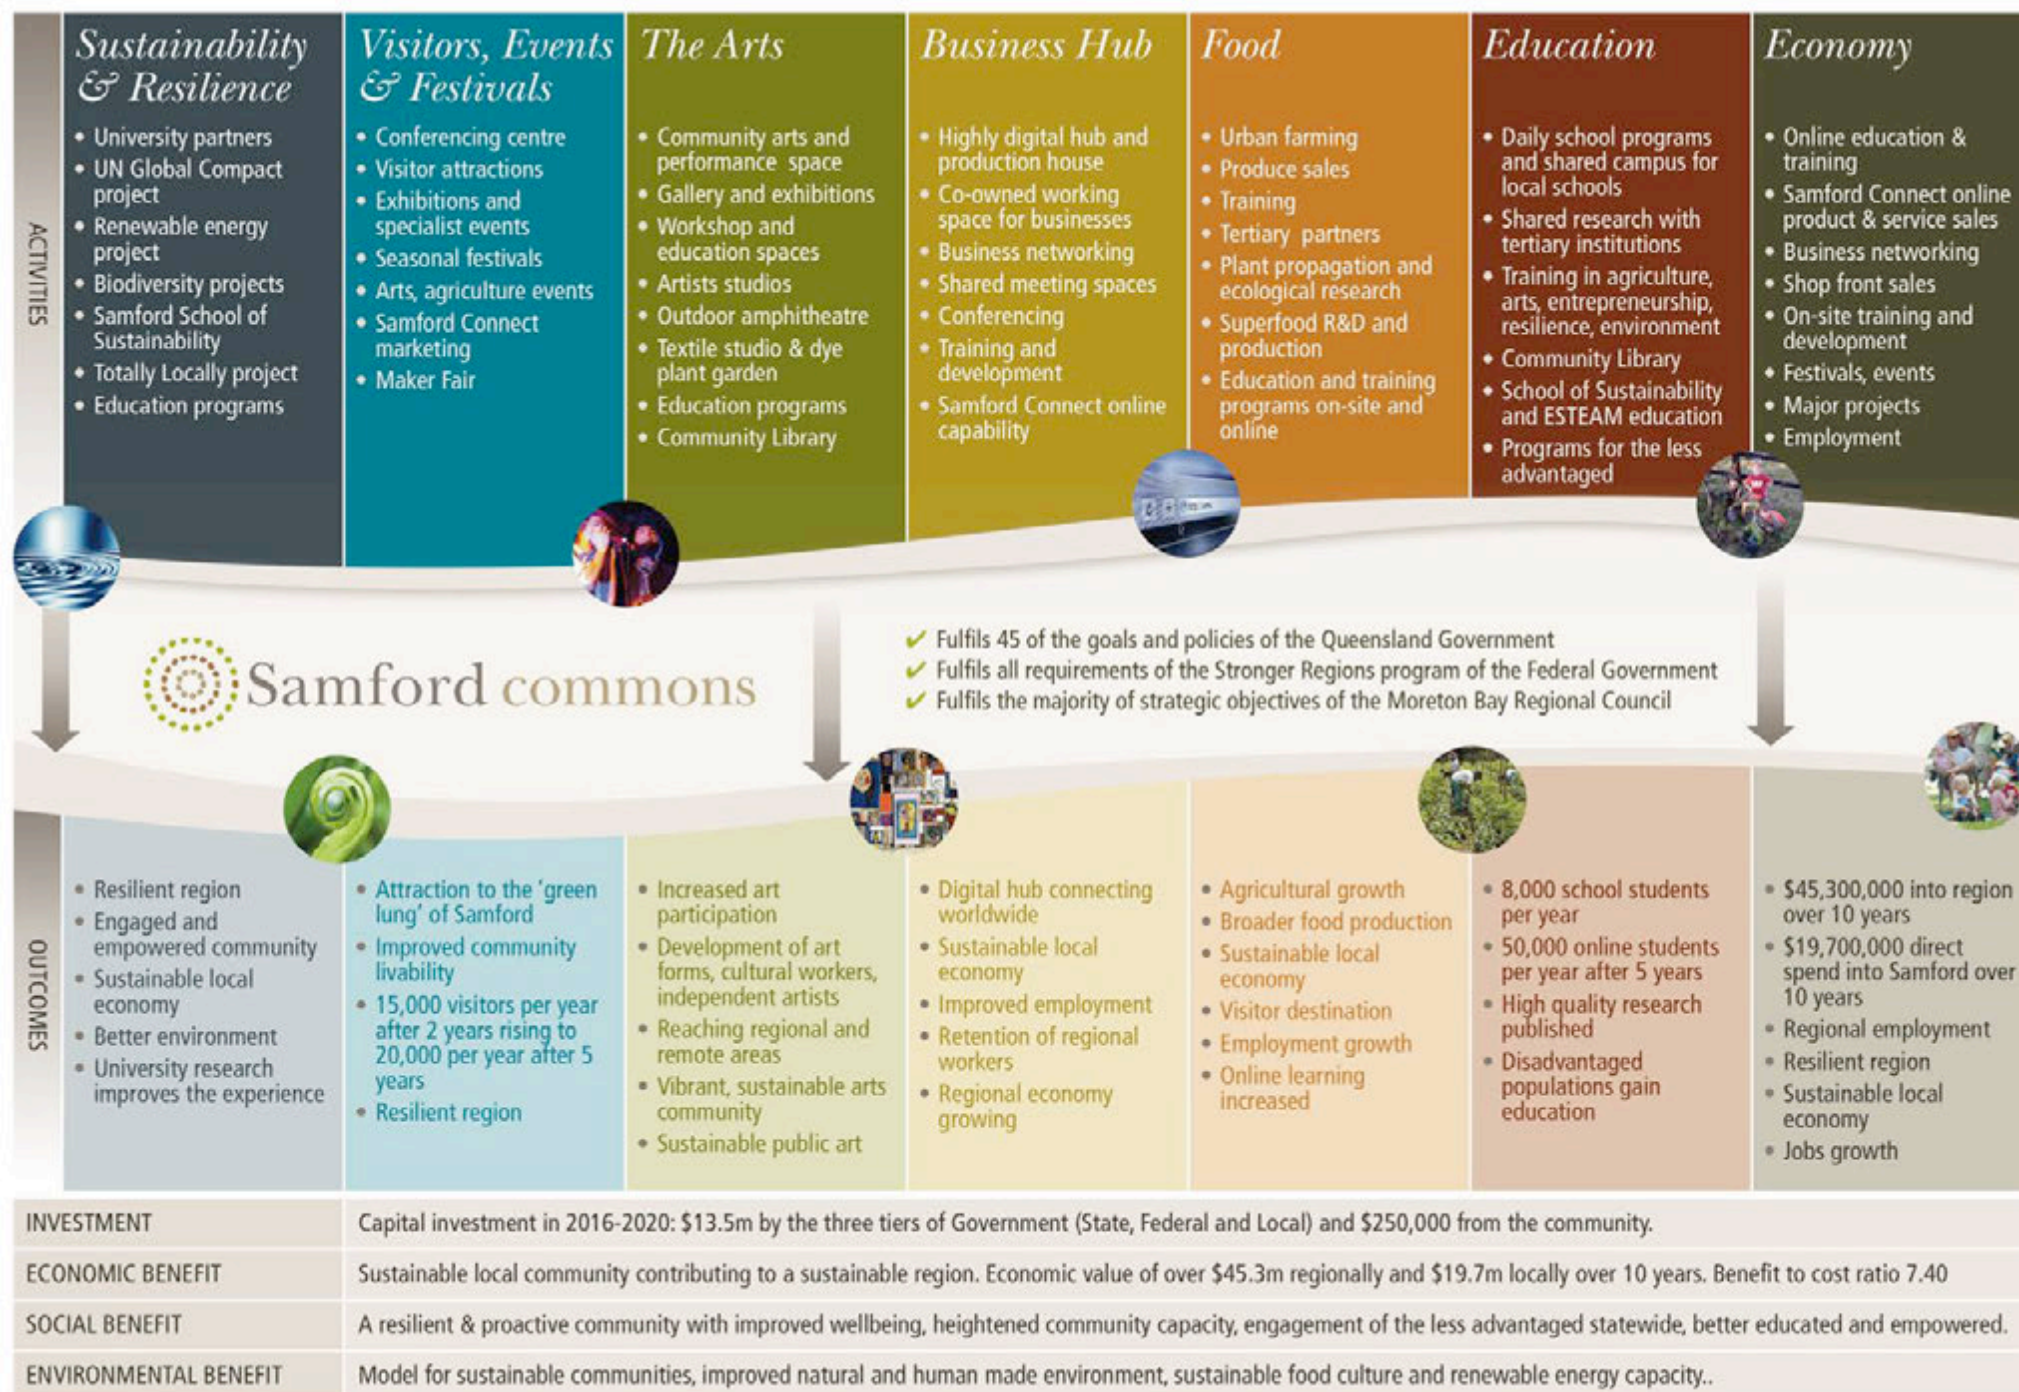 Sustainability
& Resilience
• University partners
• UN Global Compact
project
• Renewable energy
project
• Biodiversity projects
• Samford School of
Sustainability
• Totally Locally project
• Education programs
Visitors, Events
& Festivals
• Conferencing centre
• Visitor attractions
• Exhibitions and
specialist events
• Seasonal festivals
• Arts, agriculture events
• Samford Connect
marketing
• Maker Fair
The Arts
• Community arts and
performance space
• Gallery and exhibitions
• Workshop and
education spaces
• Artists studios
• Outdoor amphitheatre
• Textile studio & dye
plant garden
• Education programs
• Community Library
Business Hub
• Highly digital hub and
production house
• Co-owned working
space for businesses
• Business networking
• Shared meeting spaces
• Conferencing
• Training and
development
• Samford Connect online
capability
Food
• Urban farming
• Produce sales
• Training
• Tertiary partners
• Plant propagation and
ecological research
• Superfood R&D and
production
• Education and training
programs on-site and
online
Education
• Daily school programs
and shared campus for
local schools
• Shared research with
tertiary institutions
• Training in agriculture,
arts, entrepreneurship,
resilience, environment
• Community Library
• School of Sustainability
and ESTEAM education
• Programs for the less
advantaged
Economy
• Online education &
training
• Samford Connect online
product & service sales
• Business networking
• Shop front sales
• On-site training and
development
• Festivals, events
• Major projects
• Employment
ACTIVITIES
Samford commons
✔ Fulfils 45 of the goals and policies of the Queensland Government
✔ Fulfils all requirements of the Stronger Regions program of the Federal Government
✔ Fulfils the majority of strategic objectives of the Moreton Bay Regional Council
OUTCOMES
• Resilient region
• Engaged and
empowered community
• Sustainable local
economy
• Better environment
• University research
improves the experience
• Attraction to the 'green
lung' of Samford
• Improved community
livability
• 15,000 visitors per year
after 2 years rising to
20,000 per year after 5
years
• Resilient region
• Increased art
participation
• Development of art
forms, cultural workers,
independent artists
• Reaching regional and
remote areas
• Vibrant, sustainable arts
community
• Sustainable public art
• Digital hub connecting
worldwide
• Sustainable local
economy
• Improved employment
• Retention of regional
workers
• Regional economy
growing
• Agricultural growth
• Broader food production
• Sustainable local
economy
• Visitor destination
• Employment growth
• Online learning
increased
• 8,000 school students
per year
• 50,000 online students
per year after 5 years
• High quality research
published
• Disadvantaged
populations gain
education
• $45,300,000 into region
over 10 years
• $19,700,000 direct
spend into Samford over
10 years
• Regional employment
• Resilient region
• Sustainable local
economy
• Jobs growth
INVESTMENT
Capital investment in 2016-2020: $13.5m by the three tiers of Government (State, Federal and Local) and $250,000 from the community.
ECONOMIC BENEFIT
Sustainable local community contributing to a sustainable region. Economic value of over $45.3m regionally and $19.7m locally over 10 years. Benefit to cost ratio 7.40
SOCIAL BENEFIT
A resilient & proactive community with improved wellbeing, heightened community capacity, engagement of the less advantaged statewide, better educated and empowered.
ENVIRONMENTAL BENEFIT
Model for sustainable communities, improved natural and human made environment, sustainable food culture and renewable energy capacity..